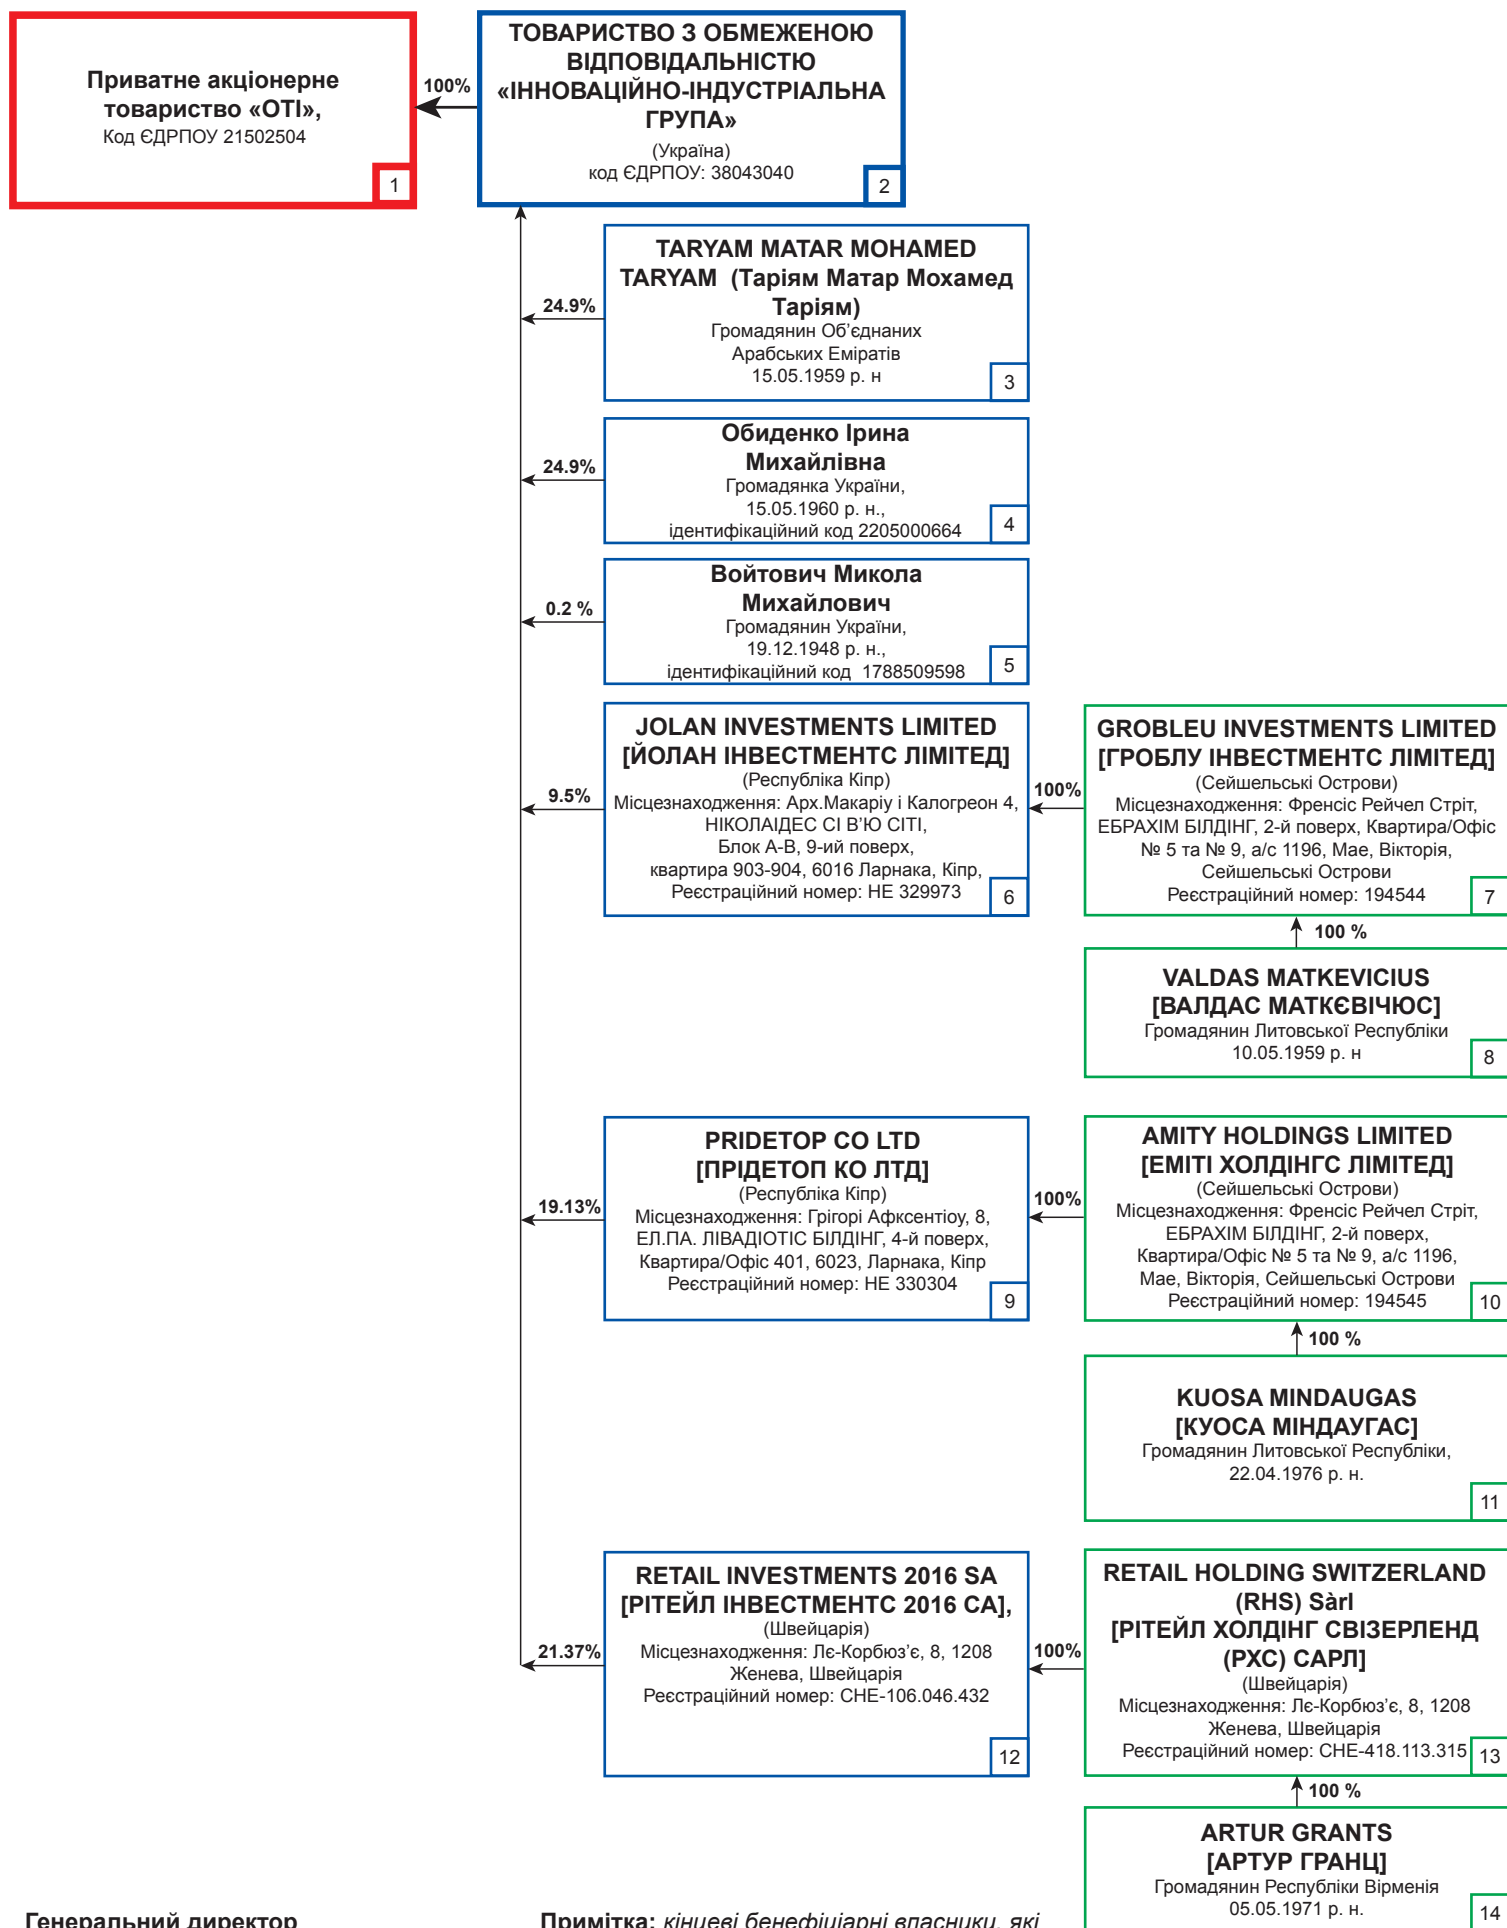 Приватне акціонерне
товариство «ОТІ»,
Код ЄДРПОУ 21502504
1
100%
ТОВАРИСТВО З ОБМЕЖЕНОЮ
ВІДПОВІДАЛЬНІСТЮ
«ІННОВАЦІЙНО-ІНДУСТРІАЛЬНА
ГРУПА»
(Україна)
код ЄДРПОУ: 38043040
2
24.9%
TARYAM MATAR MOHAMED
TARYAM (Таріям Матар Мохамед
Таріям)
Громадянин Об’єднаних
Арабських Еміратів
15.05.1959 р. н
3
24.9%
Обиденко Ірина
Михайлівна
Громадянка України,
15.05.1960 р. н.,
ідентифікаційний код 2205000664
4
0.2 %
Войтович Микола
Михайлович
Громадянин України,
19.12.1948 р. н.,
ідентифікаційний код 1788509598
5
9.5%
JOLAN INVESTMENTS LIMITED
[ЙОЛАН ІНВЕСТМЕНТС ЛІМІТЕД]
(Республіка Кіпр)
Місцезнаходження: Арх.Макаріу і Калогреон 4,
НІКОЛАІДЕС СІ В’Ю СІТІ,
Блок А-В, 9-ий поверх,
квартира 903-904, 6016 Ларнака, Кіпр,
Реєстраційний номер: НЕ 329973
6
100%
GROBLEU INVESTMENTS LIMITED
[ГРОБЛУ ІНВЕСТМЕНТС ЛІМІТЕД]
(Сейшельські Острови)
Місцезнаходження: Френсіс Рейчел Стріт,
ЕБРАХІМ БІЛДІНГ, 2-й поверх, Квартира/Офіс
№ 5 та № 9, а/с 1196, Мае, Вікторія,
Сейшельські Острови
Реєстраційний номер: 194544
7
100 %
VALDAS MATKEVICIUS
[ВАЛДАС МАТКЄВІЧЮС]
Громадянин Литовської Республіки
10.05.1959 р. н
8
19.13%
PRIDETOP CO LTD
[ПРІДЕТОП КО ЛТД]
(Республіка Кіпр)
Місцезнаходження: Грігорі Афксентіоу, 8,
ЕЛ.ПА. ЛІВАДІОТІС БІЛДІНГ, 4-й поверх,
Квартира/Офіс 401, 6023, Ларнака, Кіпр
Реєстраційний номер: НЕ 330304
9
100%
AMITY HOLDINGS LIMITED
[ЕМІТІ ХОЛДІНГС ЛІМІТЕД]
(Сейшельські Острови)
Місцезнаходження: Френсіс Рейчел Стріт,
ЕБРАХІМ БІЛДІНГ, 2-й поверх,
Квартира/Офіс № 5 та № 9, а/с 1196,
Мае, Вікторія, Сейшельські Острови
Реєстраційний номер: 194545
10
100 %
KUOSA MINDAUGAS
[КУОСА МІНДАУГАС]
Громадянин Литовської Республіки,
22.04.1976 р. н.
11
21.37%
RETAIL INVESTMENTS 2016 SA
[РІТЕЙЛ ІНВЕСТМЕНТС 2016 СА],
(Швейцарія)
Місцезнаходження: Лє-Корбюз’є, 8, 1208
Женева, Швейцарія
Реєстраційний номер: CHE-106.046.432
12
100%
RETAIL HOLDING SWITZERLAND
(RHS) Sàrl
[РІТЕЙЛ ХОЛДІНГ СВІЗЕРЛЕНД
(РХС) САРЛ]
(Швейцарія)
Місцезнаходження: Лє-Корбюз’є, 8, 1208
Женева, Швейцарія
Реєстраційний номер: CHE-418.113.315
13
100 %
ARTUR GRANTS
[АРТУР ГРАНЦ]
Громадянин Республіки Вірменія
05.05.1971 р. н.
14
Генеральний директор
Примітка: кінцеві бенефіціарні власники, які